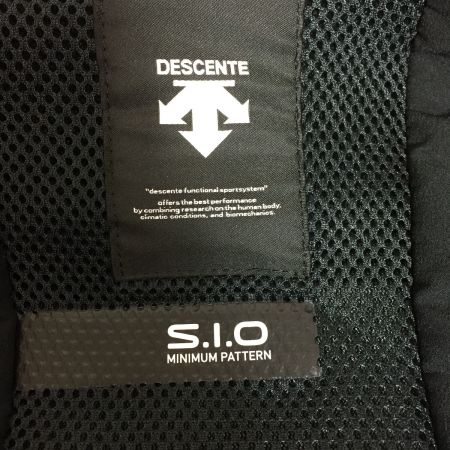 DESCENTE
"descente functional sportsystem"
offers the best performance
by combining research on the human body,
climatic conditions, and biomechanics.
S.I.O
MINIMUM PATTERN